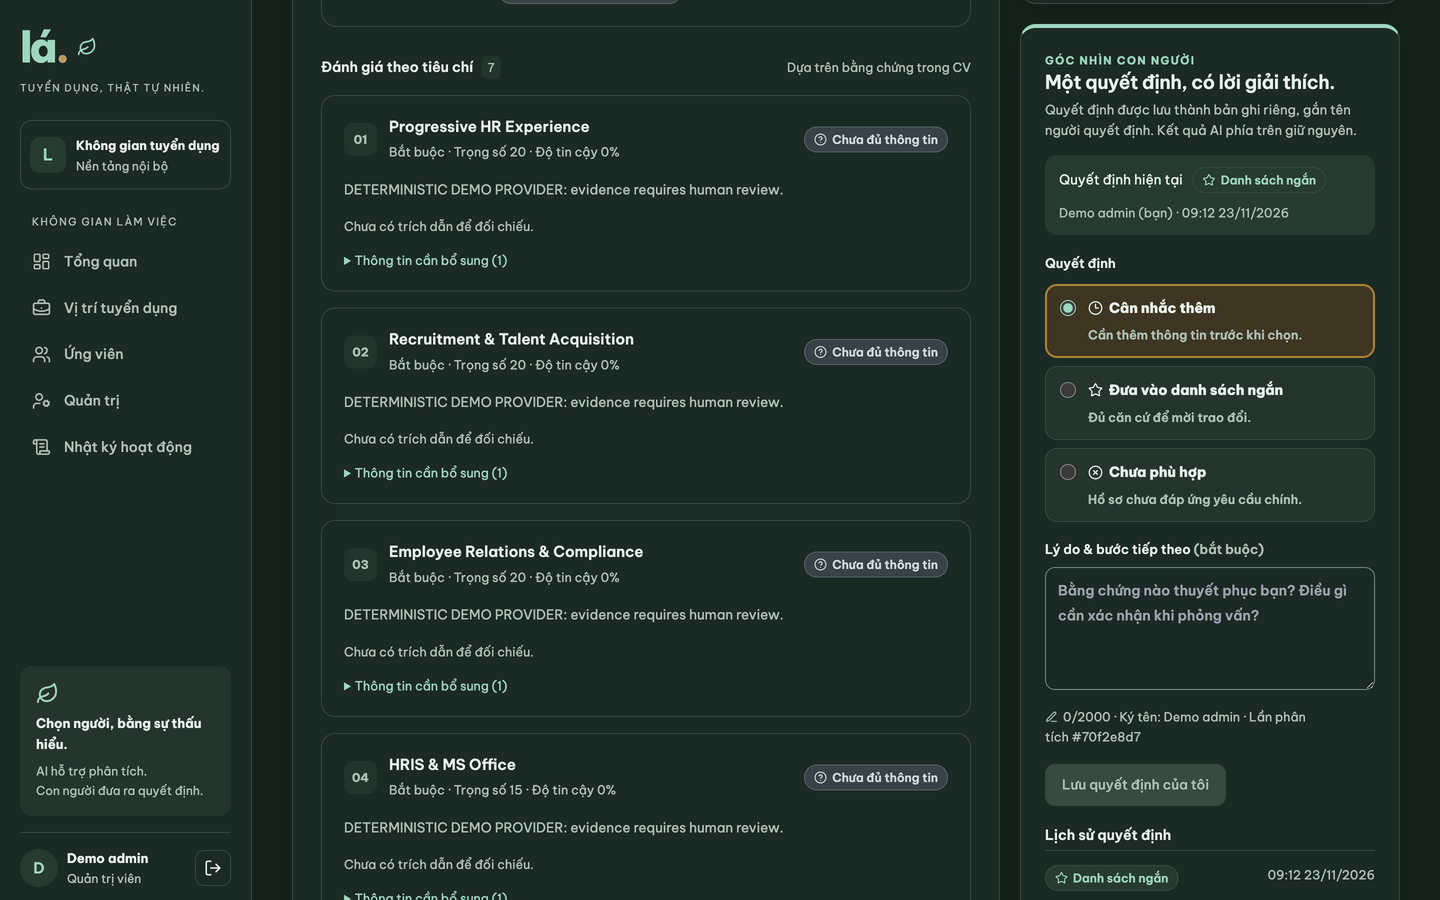 lá.
TUYỂN DỤNG, THẬT TỰ NHIÊN.
L
Không gian tuyển dụng
Nền tảng nội bộ
KHÔNG GIAN LÀM VIỆC
Tổng quan
Vị trí tuyển dụng
Ứng viên
Quản trị
Nhật ký hoạt động
Chọn người, bằng sự thấu
hiểu.
AI hỗ trợ phân tích.
Con người đưa ra quyết định.
D
Demo admin
Quản trị viên
Đánh giá theo tiêu chí 7
Dựa trên bằng chứng trong CV
01
Progressive HR Experience
Bắt buộc · Trọng số 20 · Độ tin cậy 0%
Chưa đủ thông tin
DETERMINISTIC DEMO PROVIDER: evidence requires human review.
Chưa có trích dẫn để đối chiếu.
Thông tin cần bổ sung (1)
02
Recruitment & Talent Acquisition
Bắt buộc · Trọng số 20 · Độ tin cậy 0%
Chưa đủ thông tin
DETERMINISTIC DEMO PROVIDER: evidence requires human review.
Chưa có trích dẫn để đối chiếu.
Thông tin cần bổ sung (1)
03
Employee Relations & Compliance
Bắt buộc · Trọng số 20 · Độ tin cậy 0%
Chưa đủ thông tin
DETERMINISTIC DEMO PROVIDER: evidence requires human review.
Chưa có trích dẫn để đối chiếu.
Thông tin cần bổ sung (1)
04
HRIS & MS Office
Bắt buộc · Trọng số 15 · Độ tin cậy 0%
Chưa đủ thông tin
DETERMINISTIC DEMO PROVIDER: evidence requires human review.
Chưa có trích dẫn để đối chiếu.
Thông tin cần bổ sung (1)
GÓC NHÌN CON NGƯỜI
Một quyết định, có lời giải thích.
Quyết định được lưu thành bản ghi riêng, gắn tên
người quyết định. Kết quả AI phía trên giữ nguyên.
Quyết định hiện tại
Danh sách ngắn
Demo admin (bạn) · 09:12 23/11/2026
Quyết định
Cân nhắc thêm
Cần thêm thông tin trước khi chọn.
Đưa vào danh sách ngắn
Đủ căn cứ để mời trao đổi.
Chưa phù hợp
Hồ sơ chưa đáp ứng yêu cầu chính.
Lý do & bước tiếp theo (bắt buộc)
Bằng chứng nào thuyết phục bạn? Điều gì
cần xác nhận khi phỏng vấn?
0/2000 · Ký tên: Demo admin · Lần phân
tích #70f2e8d7
Lưu quyết định của tôi
Lịch sử quyết định
Danh sách ngắn
09:12 23/11/2026